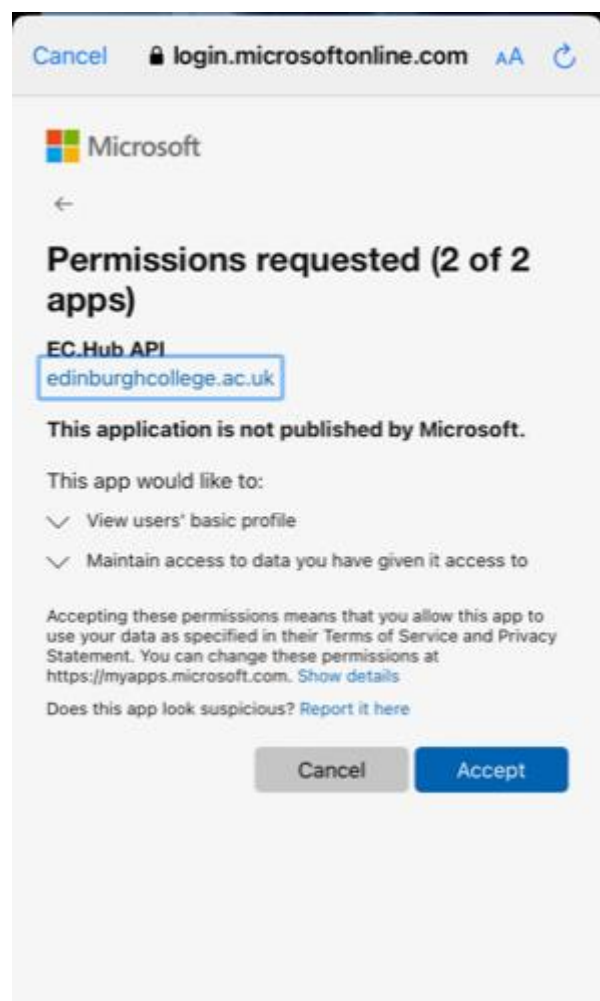 Cancel login.microsoftonline.com AA
Microsoft
Permissions requested (2 of 2
apps)
EC.Hub API
edinburghcollege.ac.uk
This application is not published by Microsoft.
This app would like to:
View users' basic profile
Maintain access to data you have given it access to
Accepting these permissions means that you allow this app to
use your data as specified in their Terms of Service and Privacy
Statement. You can change these permissions at
https://myapps.microsoft.com. Show details
Does this app look suspicious? Report it here
Cancel Accept